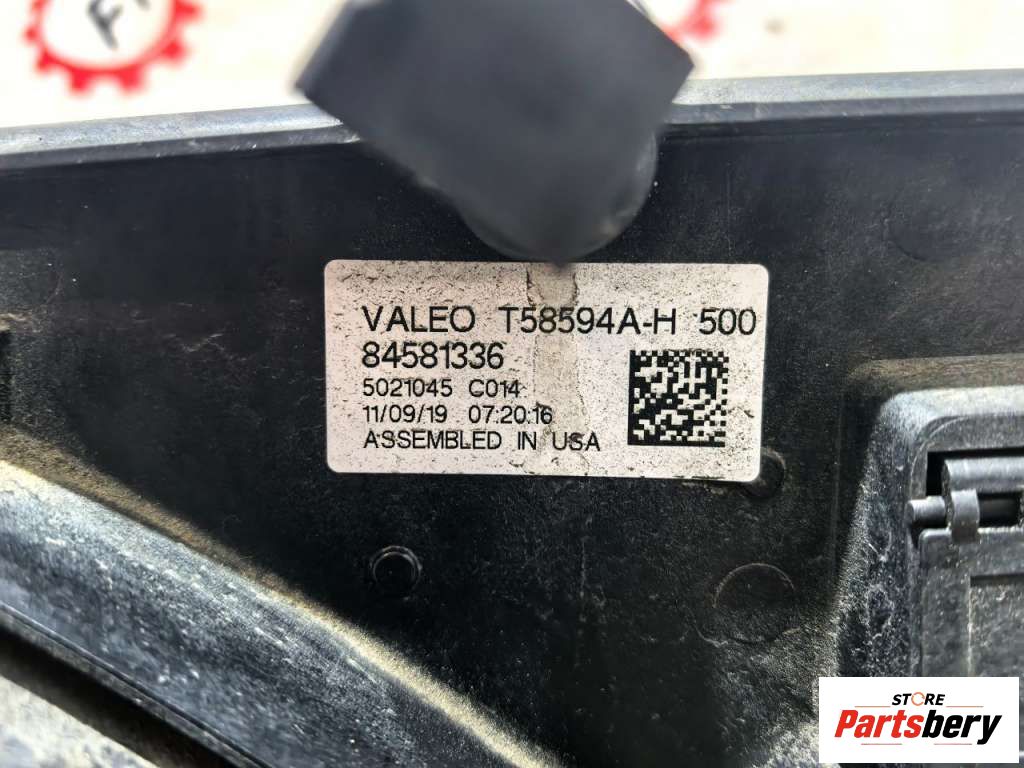 VALEO T58594A-H 500
84581336
5021045 C014
11/09/19 07:20:16
ASSEMBLED IN USA
STORE
Partsbery